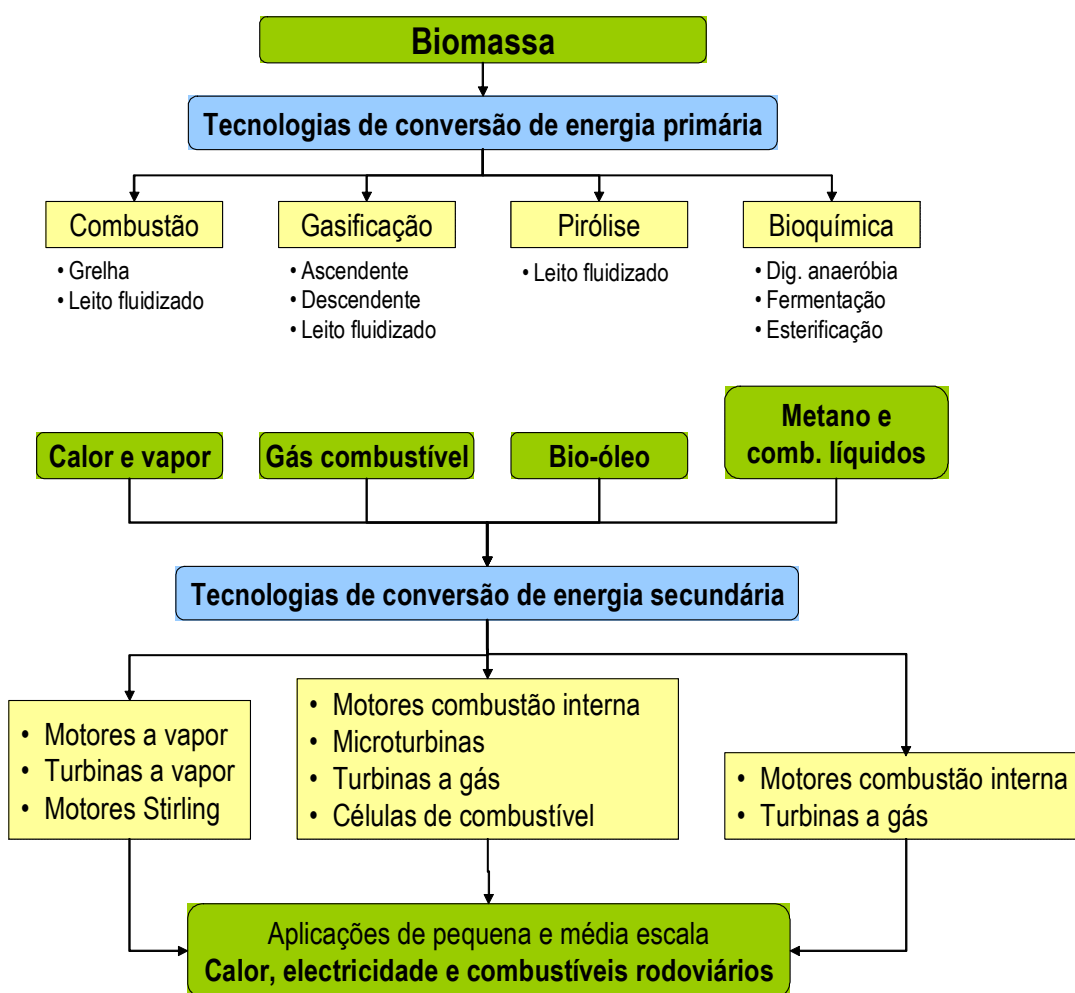 Biomassa
Tecnologias de conversão de energia primária
Combustão
• Grelha
• Leito fluidizado
Gasificação
• Ascendente
• Descendente
• Leito fluidizado
Pirólise
• Leito fluidizado
Bioquímica
• Dig. anaeróbia
• Fermentação
• Esterificação
Calor e vapor
Gás combustível
Bio-óleo
Metano e
comb. líquidos
Tecnologias de conversão de energia secundária
• Motores a vapor
• Turbinas a vapor
• Motores Stirling
• Motores combustão interna
• Microturbinas
• Turbinas a gás
• Células de combustível
• Motores combustão interna
• Turbinas a gás
Aplicações de pequena e média escala
Calor, electricidade e combustíveis rodoviários